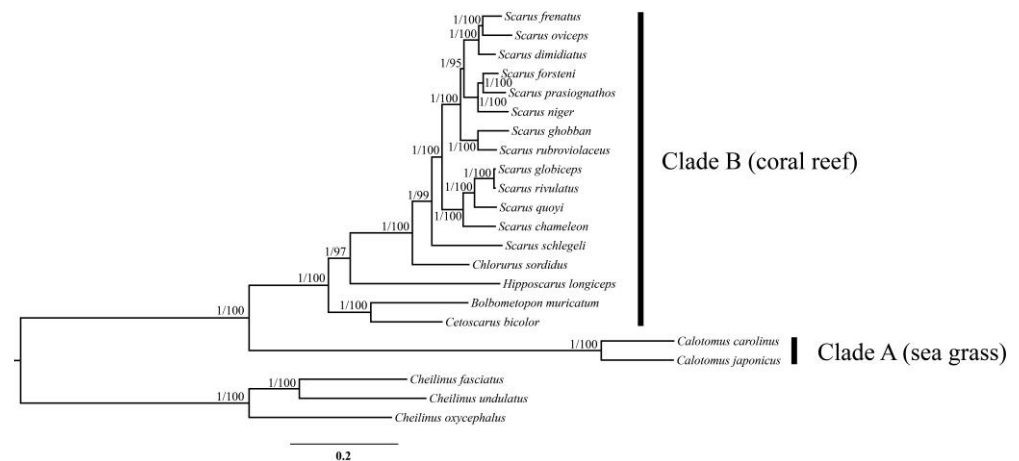 1/100
Scarus frenatus
1/100
Scarus oviceps
Scarus dimidiatus
1/95
Scarus forsteni
1/100
Scarus prasiognathos
1/100
1/100
Scarus niger
Scarus ghobban
1/100
Scarus rubroviolaceus
1/100
Clade B (coral reef)
Scarus globiceps
1/100
Scarus rivulatus
1/100
1/99
Scarus quoyi
1/100
Scarus chameleon
1/100
Scarus schlegeli
1/97
Chlorurus sordidus
1/100
Hipposcarus longiceps
Bolbometopon muricatum
1/100
1/100
Cetoscarus bicolor
Calotomus carolinus
1/100
Clade A (sea grass)
Calotomus japonicus
Cheilinus fasciatus
1/100
1/100
Cheilinus undulatus
Cheilinus oxycephalus
0.2